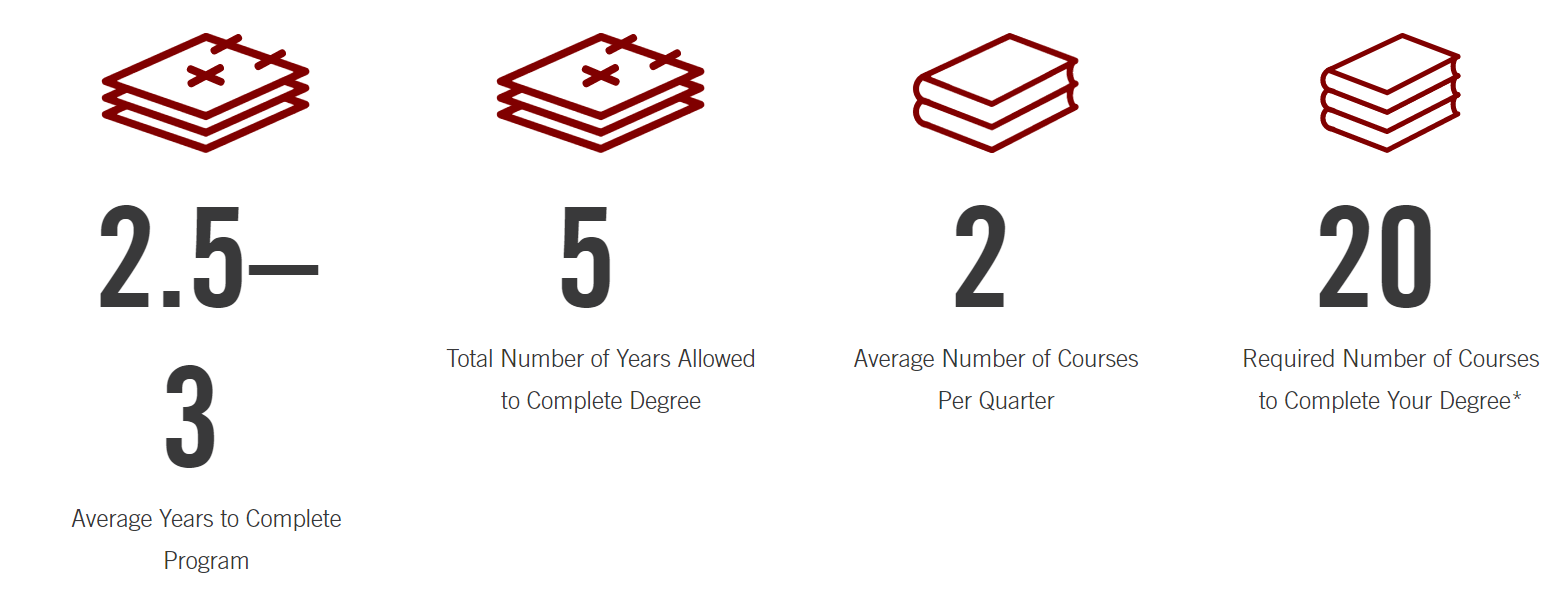 2.5—
3
Average Years to Complete
Program
5
Total Number of Years Allowed
to Complete Degree
2
Average Number of Courses
Per Quarter
20
Required Number of Courses
to Complete Your Degree*